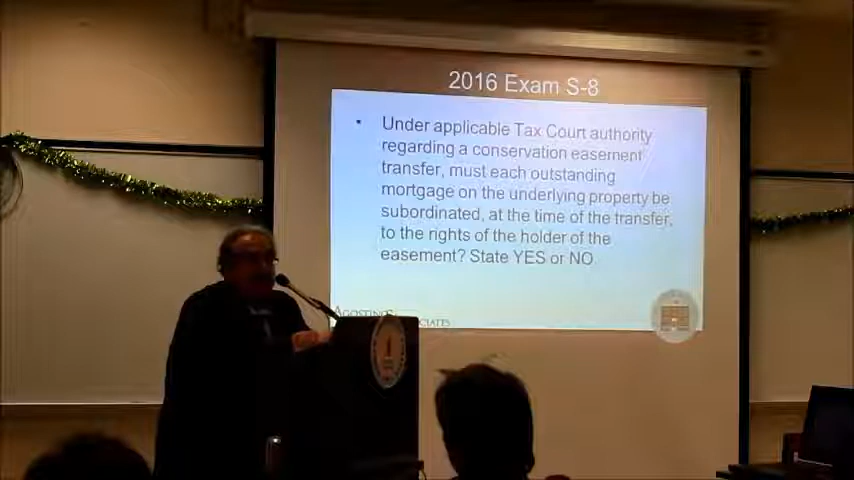 2016 Exam S-8
• Under applicable Tax Court authority
regarding a conservation easement
transfer, must each outstanding
mortgage on the underlying property be
subordinated, at the time of the transfer,
to the rights of the holder of the
easement? State YES or NO